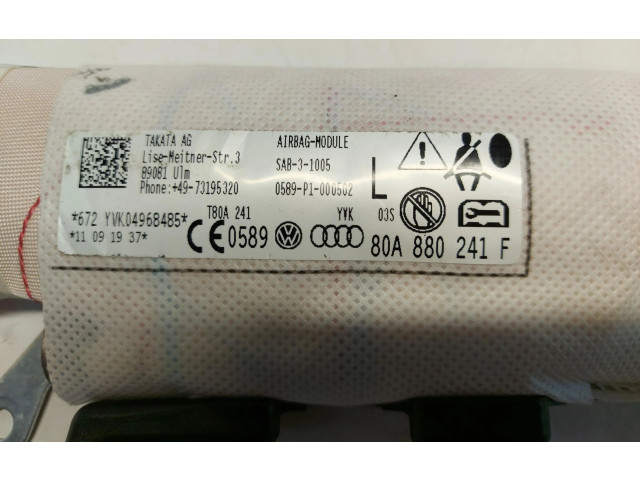 TAKATA AG
Lise-Meitner-Str.3
89081 Ulm
Phone:+49-73195320
AIRBAG-MODULE
SAB-3-1005
0589-P1-000502
L
T80A 241
YVK
03S
*672 YVK04968485*
*11 09 19 37*
CE 0589
80A 880 241 F